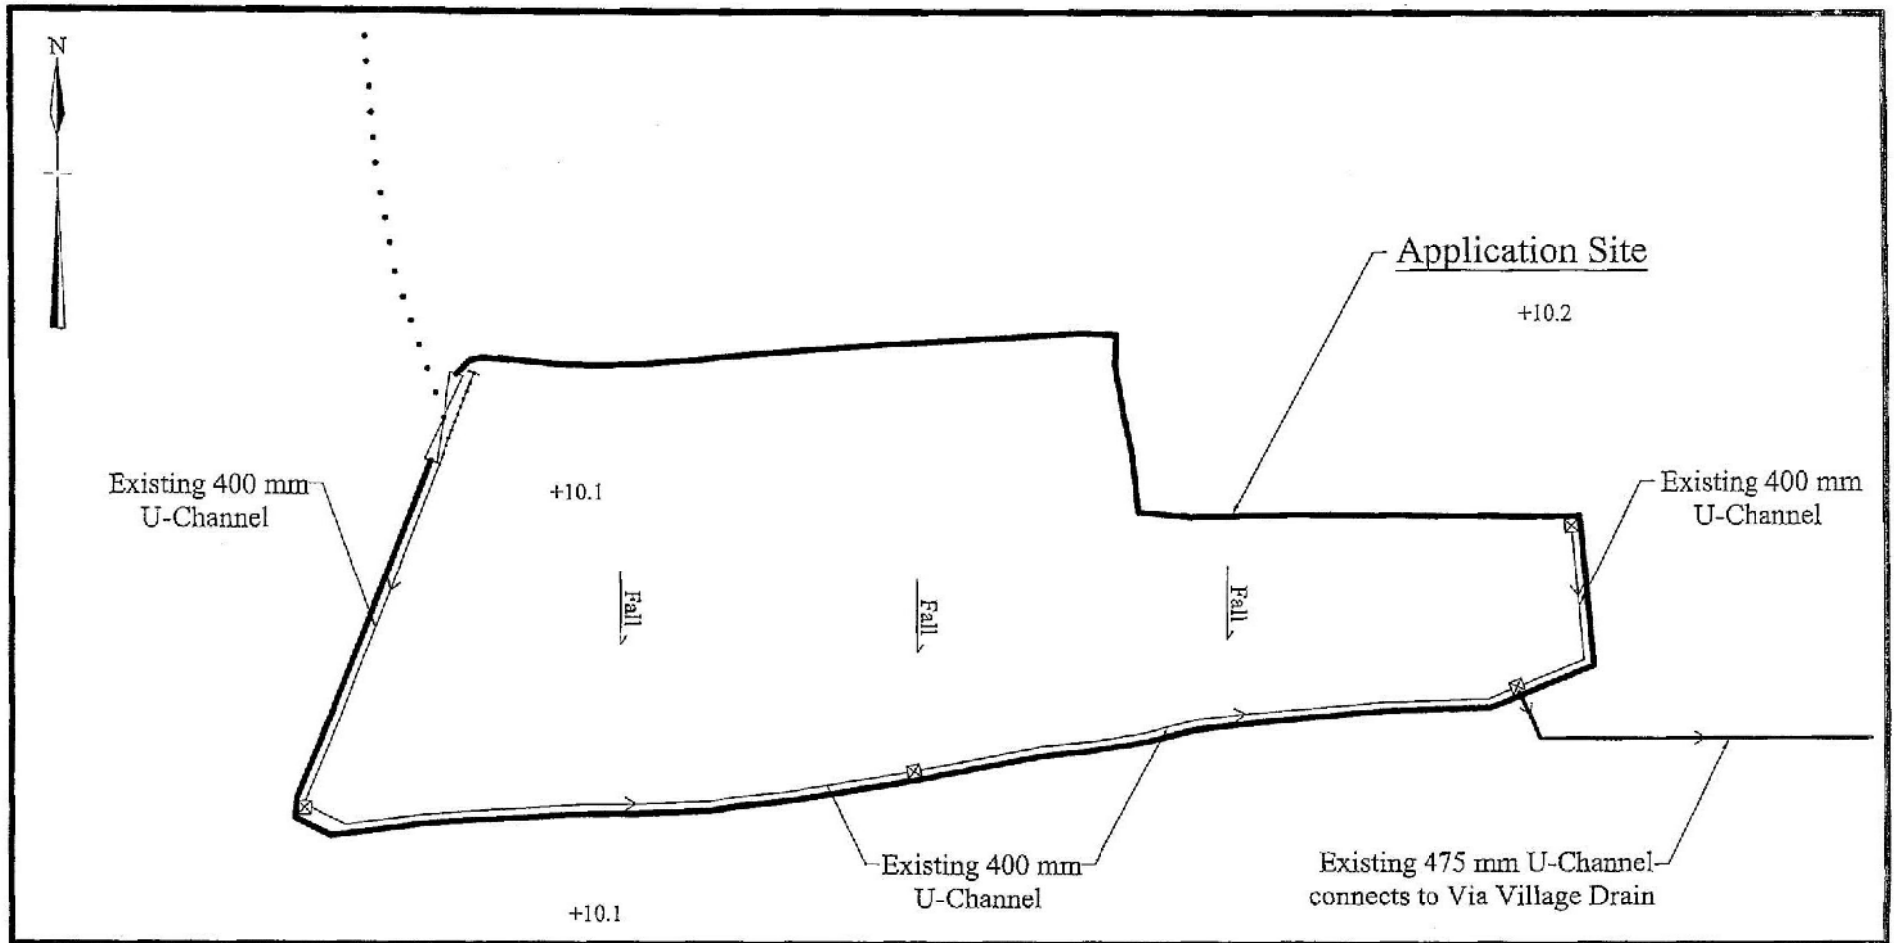 N
Application Site
+10.2
Existing 400 mm
U-Channel
+10.1
Existing 400 mm
U-Channel
Fall
Fall
Fall
Existing 400 mm
U-Channel
Existing 475 mm U-Channel
connects to Via Village Drain
+10.1